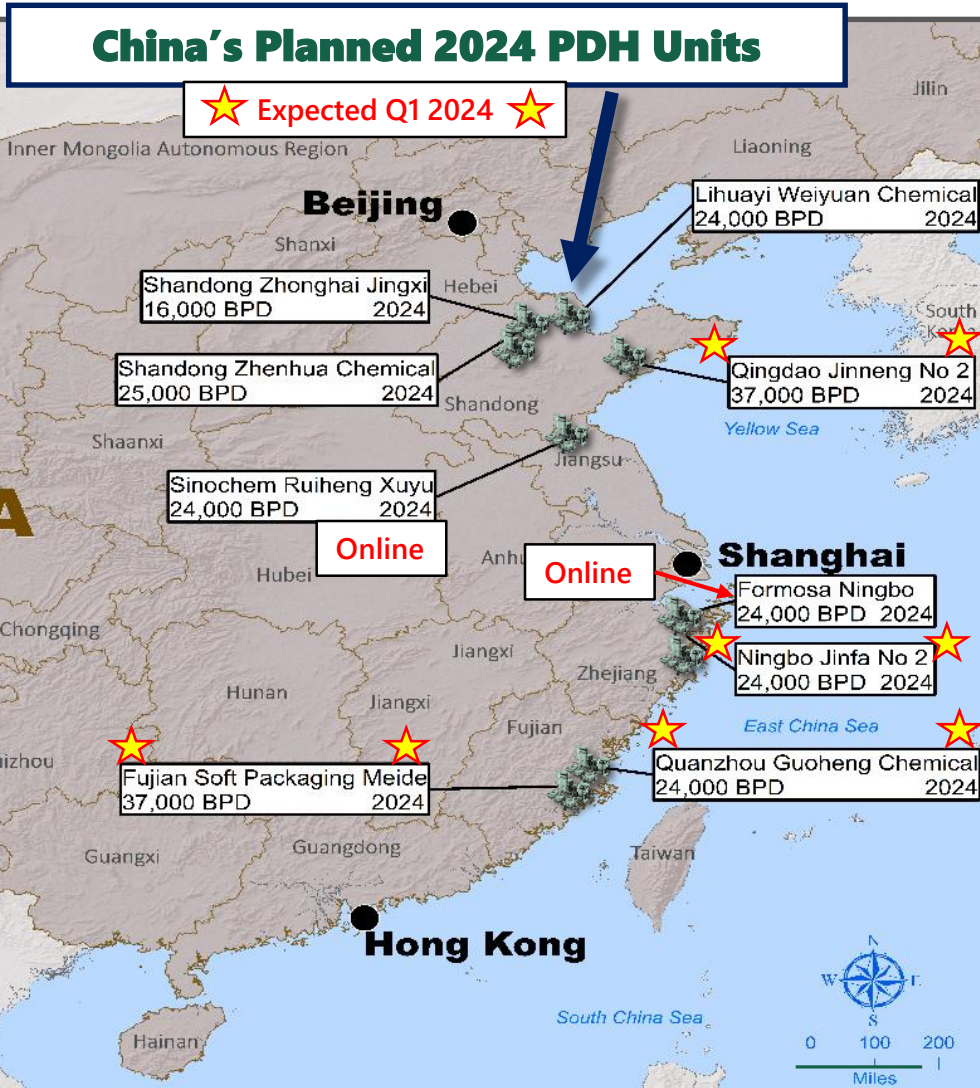 China's Planned 2024 PDH Units
Expected Q1 2024
Jilin
Inner Mongolia Autonomous Region
Liaoning
Lihuayi Weiyuan Chemical
24,000 BPD 2024
Beijing
Shanxi
Shandong Zhonghai Jingxi
16,000 BPD 2024
Hebei
South
Shandong Zhenhua Chemical
25,000 BPD 2024
Qingdao Jinneng No 2
37,000 BPD 2024
Shandong
Yellow Sea
Shaanxi
Jiangsu
Sinochem Ruiheng Xuyu
24,000 BPD 2024
A
Online
Anhu
Online
Shanghai
Hubei
Formosa Ningbo
24,000 BPD 2024
Chongqing
Jiangxi
Ningbo Jinfa No 2
24,000 BPD 2024
Zhejiang
Hunan
Jiangxi
Fujian
East China Sea
uizhou
Fujian Soft Packaging Meide
37,000 BPD 2024
Quanzhou Guoheng Chemical
24,000 BPD 2024
Guangxi
Guangdong
Taiwan
Hong Kong
N
W E
S
South China Sea
Hainan
0 100 200
Miles